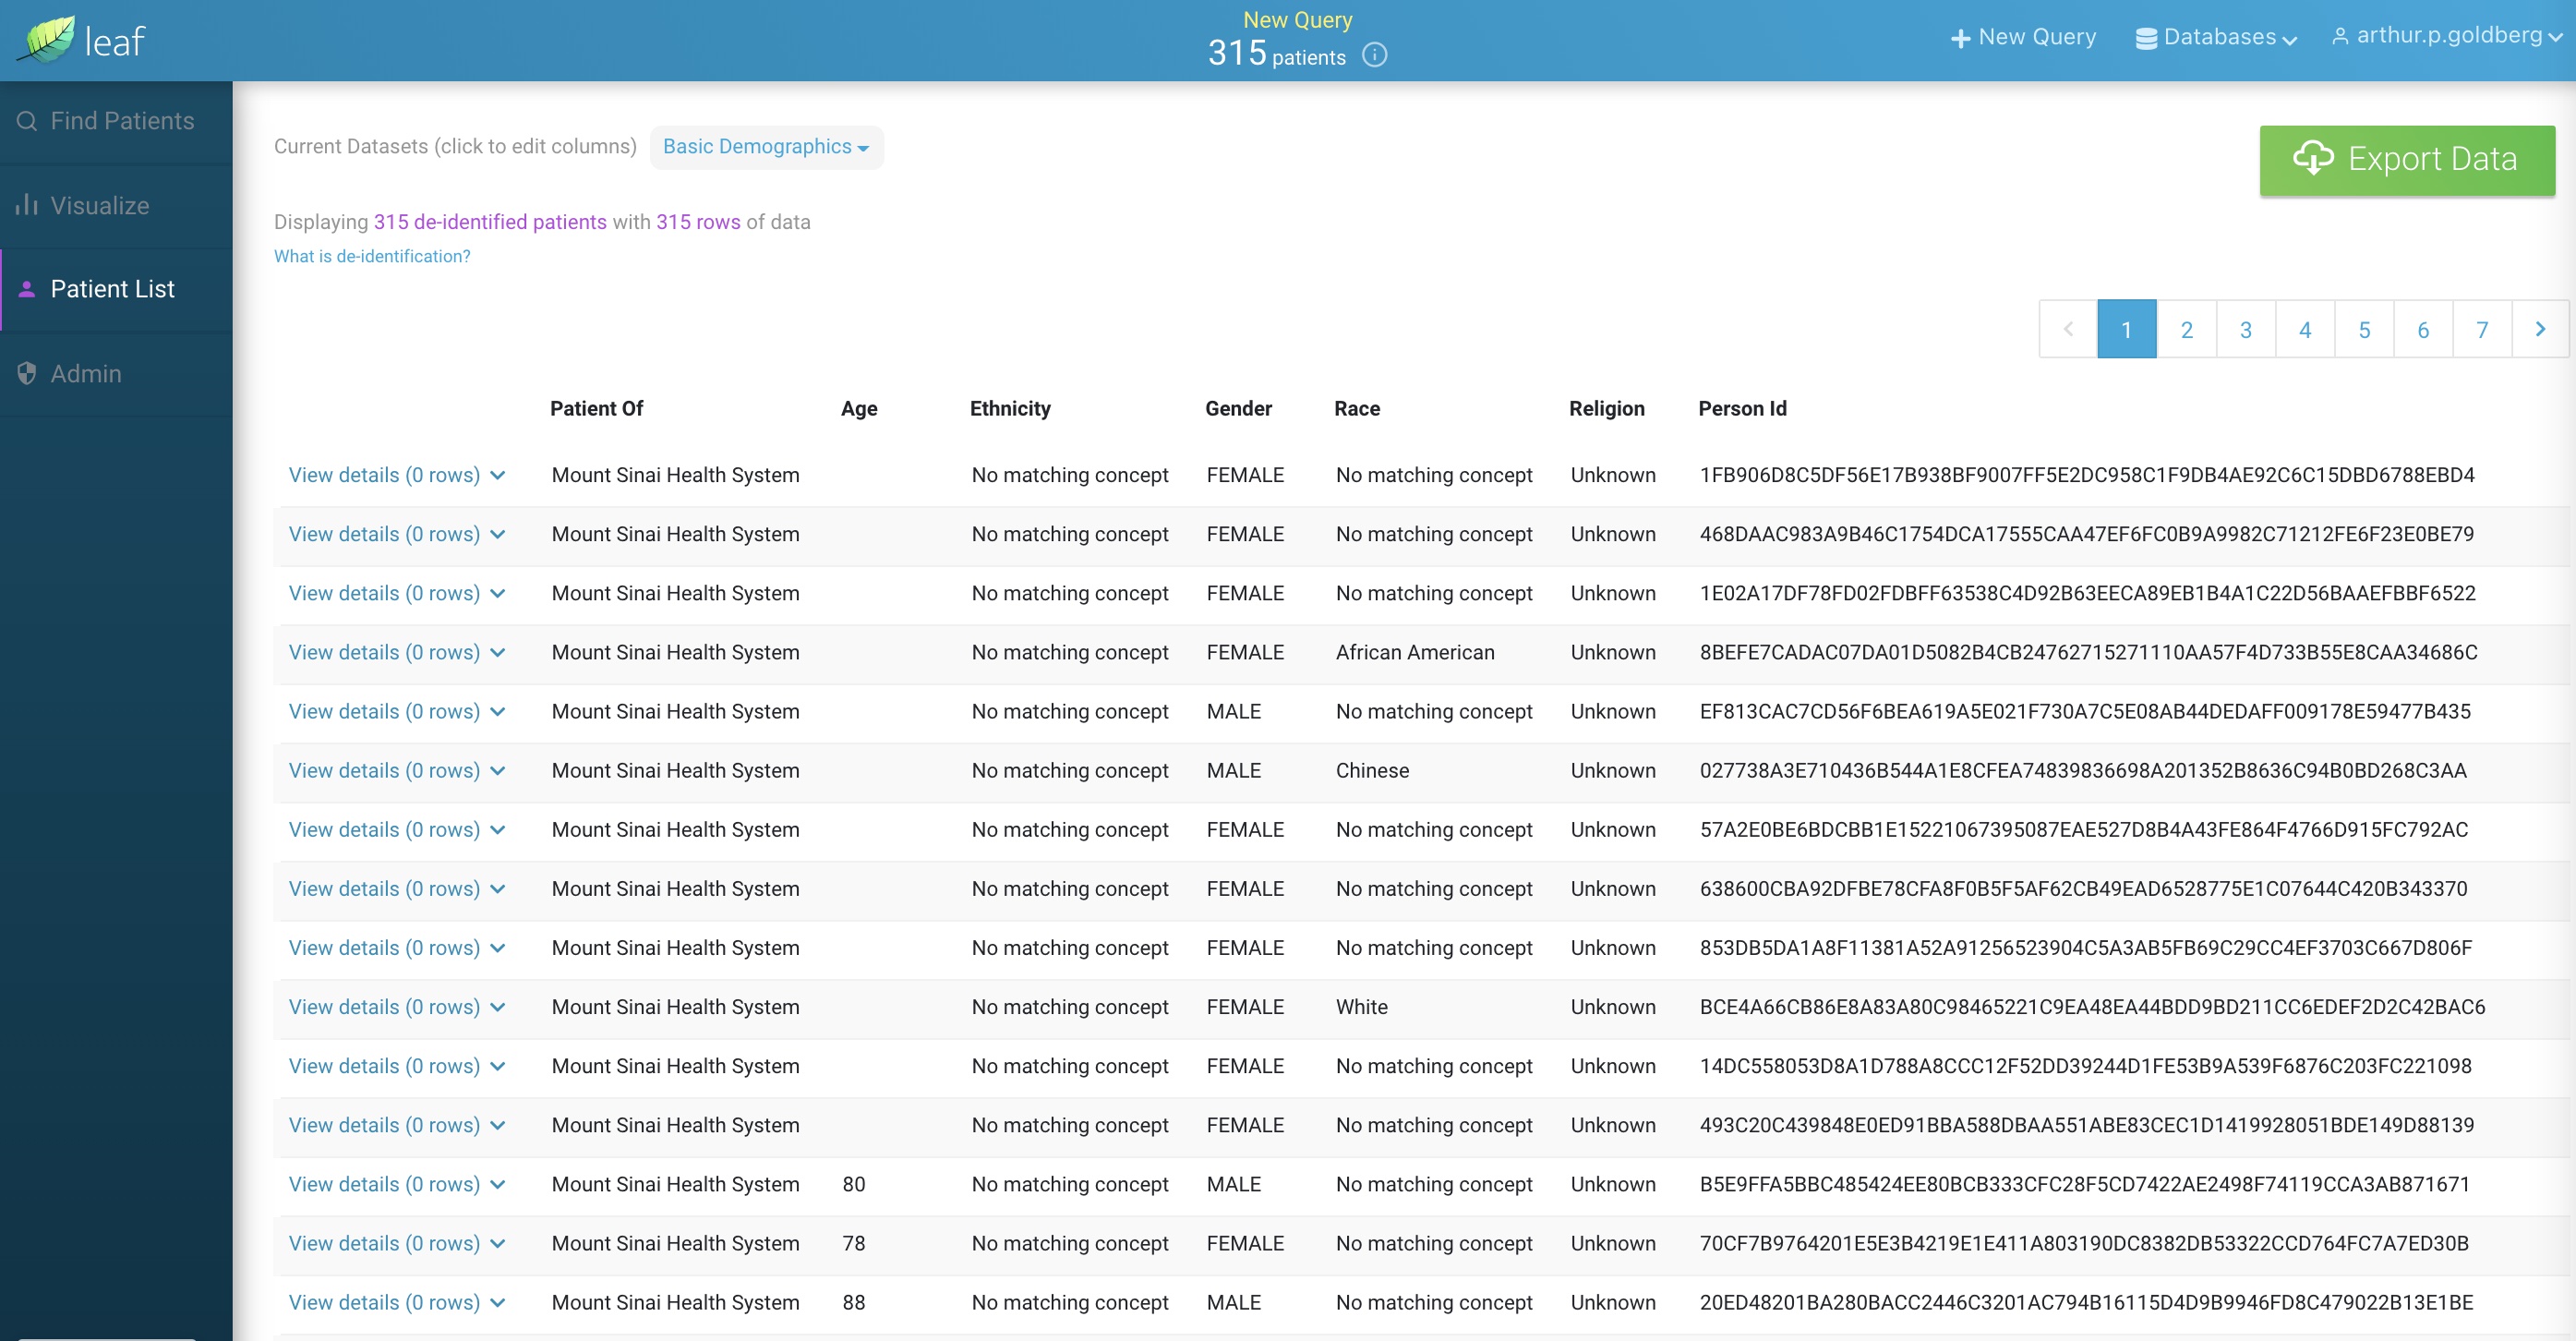 leaf
New Query
315 patients
New Query
Databases
arthur.p.goldberg
Find Patients
Visualize
Patient List
Admin
Current Datasets (click to edit columns) Basic Demographics
Export Data
Displaying 315 de-identified patients with 315 rows of data
What is de-identification?
< 1 2 3 4 5 6 7 >
Patient Of Age Ethnicity Gender Race Religion Person Id
View details (0 rows) Mount Sinai Health System No matching concept FEMALE No matching concept Unknown 1FB906D8C5DF56E17B938BF9007FF5E2DC958C1F9DB4AE92C6C15DBD6788EBD4
View details (0 rows) Mount Sinai Health System No matching concept FEMALE No matching concept Unknown 468DAAC983A9B46C1754DCA17555CAA47EF6FC0B9A9982C71212FE6F23E0BE79
View details (0 rows) Mount Sinai Health System No matching concept FEMALE No matching concept Unknown 1E02A17DF78FD02FDBFF63538C4D92B63EECA89EB1B4A1C22D56BAAEFBBF6522
View details (0 rows) Mount Sinai Health System No matching concept FEMALE African American Unknown 8BEFE7CADAC07DA01D5082B4CB24762715271110AA57F4D733B55E8CAA34686C
View details (0 rows) Mount Sinai Health System No matching concept MALE No matching concept Unknown EF813CAC7CD56F6BEA619A5E021F730A7C5E08AB44DEDAFF009178E59477B435
View details (0 rows) Mount Sinai Health System No matching concept MALE Chinese Unknown 027738A3E710436B544A1E8CFEA74839836698A201352B8636C94B0BD268C3AA
View details (0 rows) Mount Sinai Health System No matching concept FEMALE No matching concept Unknown 57A2E0BE6BDCBB1E15221067395087EAE527D8B4A43FE864F4766D915FC792AC
View details (0 rows) Mount Sinai Health System No matching concept FEMALE No matching concept Unknown 638600CBA92DFBE78CFA8F0B5F5AF62CB49EAD6528775E1C07644C420B343370
View details (0 rows) Mount Sinai Health System No matching concept FEMALE No matching concept Unknown 853DB5DA1A8F11381A52A91256523904C5A3AB5FB69C29CC4EF3703C667D806F
View details (0 rows) Mount Sinai Health System No matching concept FEMALE White Unknown BCE4A66CB86E8A83A80C98465221C9EA48EA44BDD9BD211CC6EDEF2D2C42BAC6
View details (0 rows) Mount Sinai Health System No matching concept FEMALE No matching concept Unknown 14DC558053D8A1D788A8CCC12F52DD39244D1FE53B9A539F6876C203FC221098
View details (0 rows) Mount Sinai Health System No matching concept FEMALE No matching concept Unknown 493C20C439848E0ED91BBA588DBAA551ABE83CEC1D1419928051BDE149D88139
View details (0 rows) Mount Sinai Health System 80 No matching concept MALE No matching concept Unknown B5E9FFA5BBC485424EE80BCB333CFC28F5CD7422AE2498F74119CCA3AB871671
View details (0 rows) Mount Sinai Health System 78 No matching concept FEMALE No matching concept Unknown 70CF7B9764201E5E3B4219E1E411A803190DC8382DB53322CCD764FC7A7ED30B
View details (0 rows) Mount Sinai Health System 88 No matching concept MALE No matching concept Unknown 20ED48201BA280BACC2446C3201AC794B16115D4D9B9946FD8C479022B13E1BE